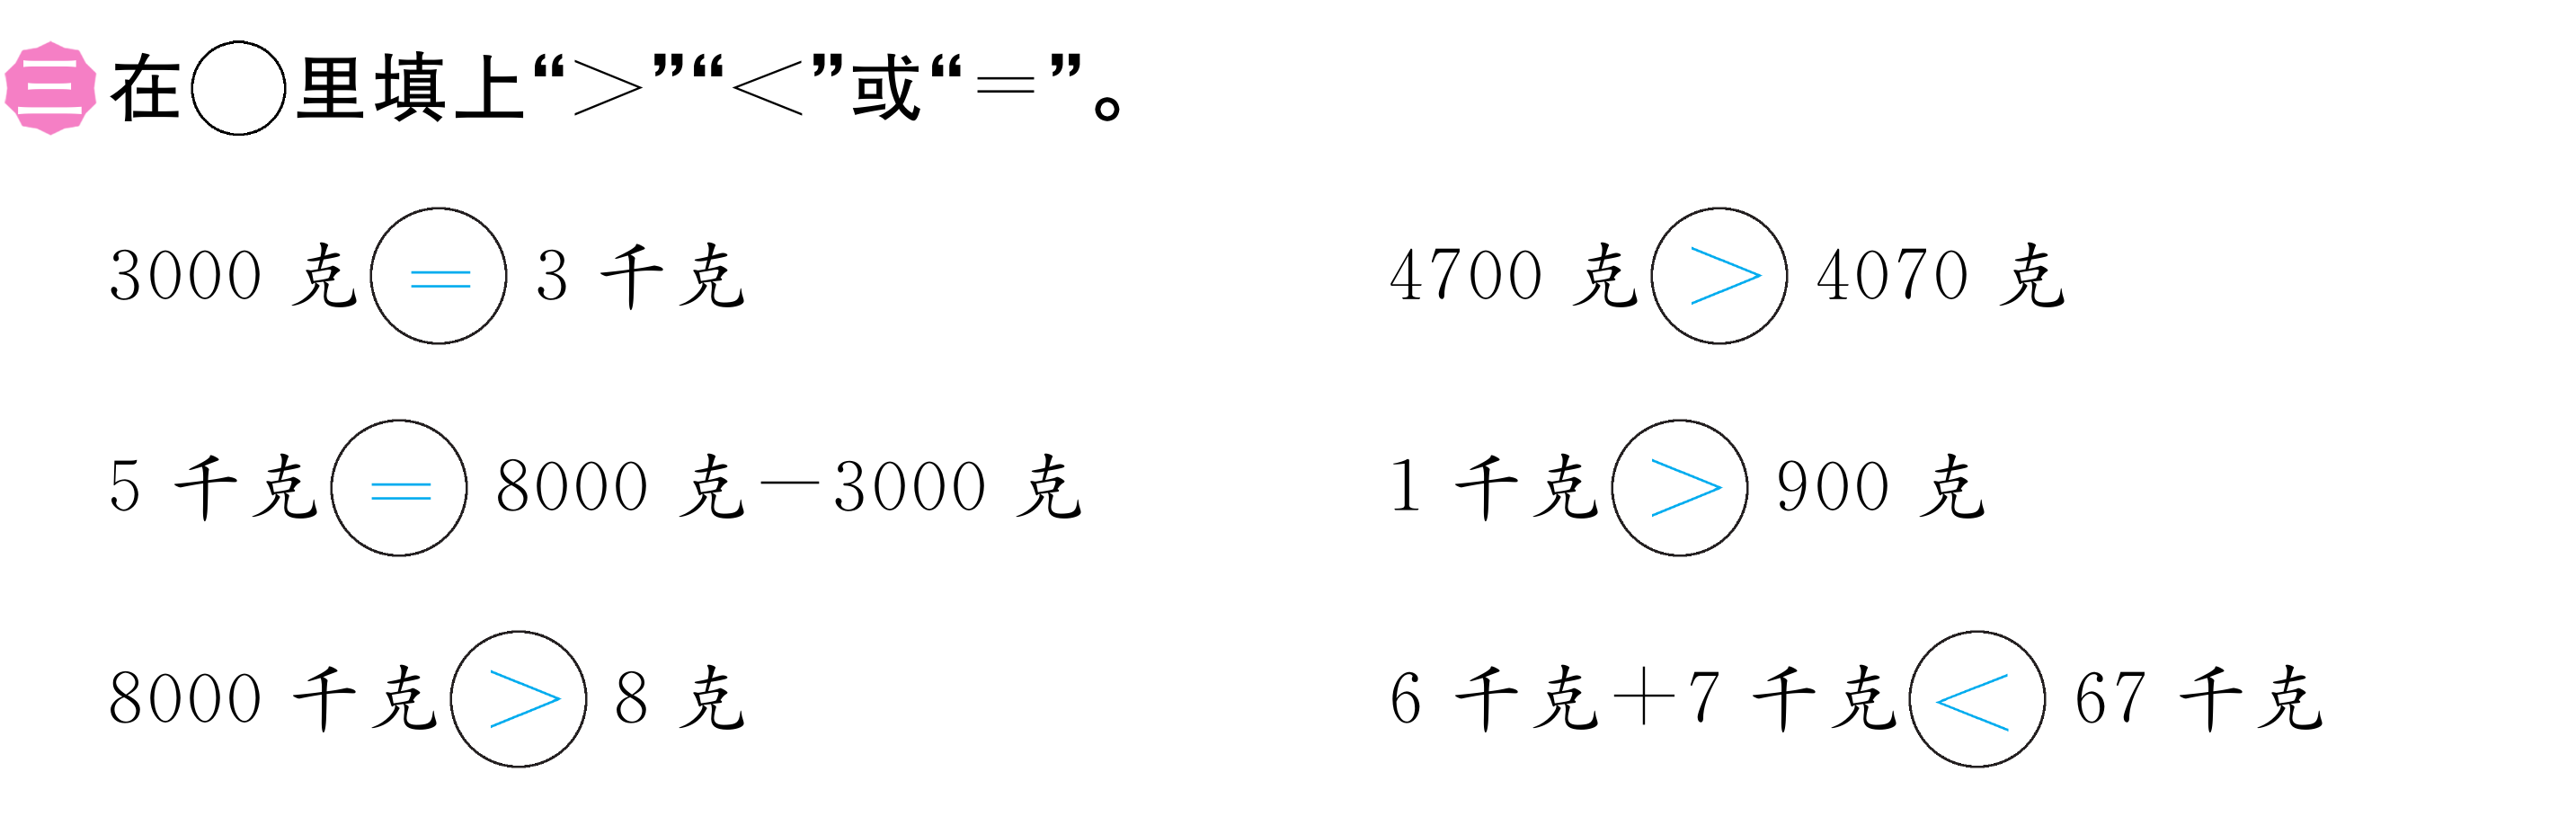 三 在○里填上“>”“<”或“=”。
3000 克 = 3 千克 4700 克 > 4070 克
5 千克 = 8000 克－3000 克 1 千克 > 900 克
8000 千克 > 8 克 6 千克＋7 千克 < 67 千克